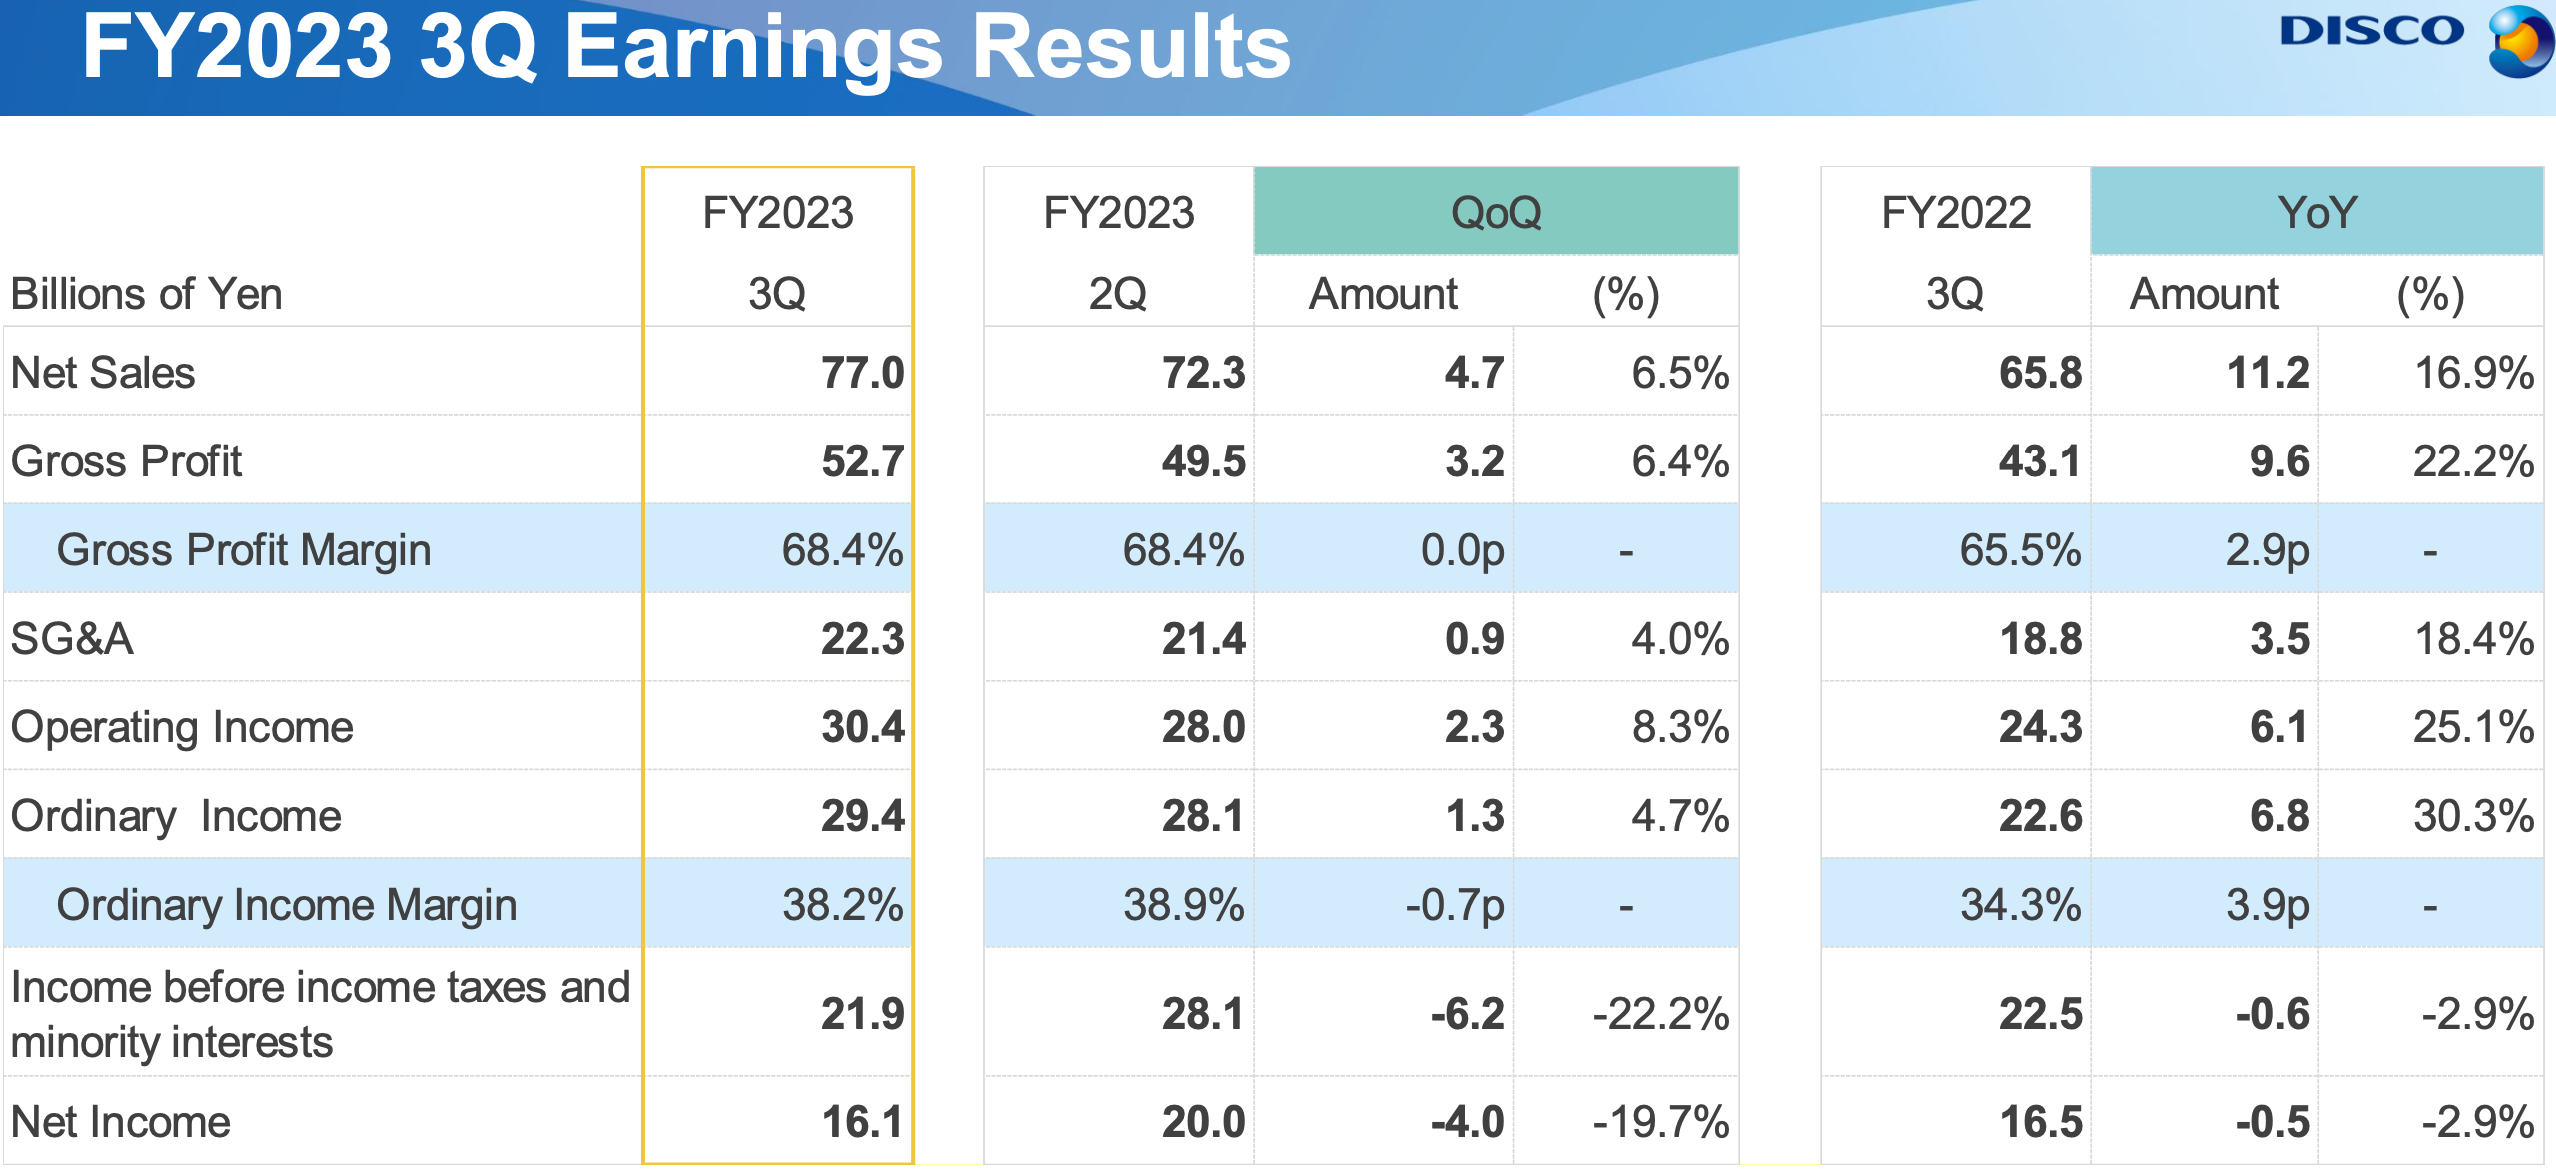 FY2023 3Q Earnings Results
DISCO
FY2023 FY2023 QoQ FY2022 YoY
Billions of Yen 3Q 2Q Amount (%) 3Q Amount (%)
Net Sales 77.0 72.3 4.7 6.5% 65.8 11.2 16.9%
Gross Profit 52.7 49.5 3.2 6.4% 43.1 9.6 22.2%
Gross Profit Margin 68.4% 68.4% 0.0p - 65.5% 2.9p -
SG&A 22.3 21.4 0.9 4.0% 18.8 3.5 18.4%
Operating Income 30.4 28.0 2.3 8.3% 24.3 6.1 25.1%
Ordinary Income 29.4 28.1 1.3 4.7% 22.6 6.8 30.3%
Ordinary Income Margin 38.2% 38.9% -0.7p - 34.3% 3.9p -
Income before income taxes and
minority interests 21.9 28.1 -6.2 -22.2% 22.5 -0.6 -2.9%
Net Income 16.1 20.0 -4.0 -19.7% 16.5 -0.5 -2.9%